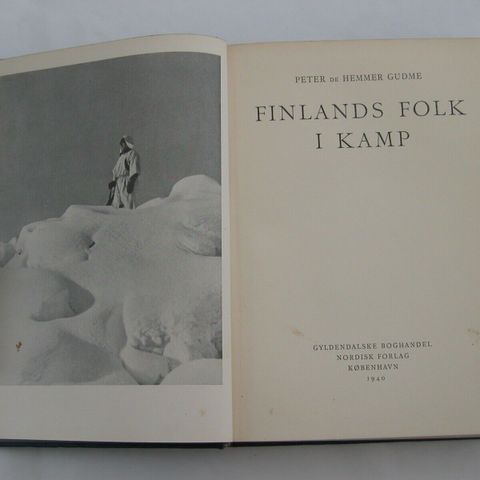 PETER DE HEMMER GUDME
FINLANDS FOLK
I KAMP
GYLDENDALSKE BOGHANDEL
NORDISK FORLAG
KØBENHAVN
1940